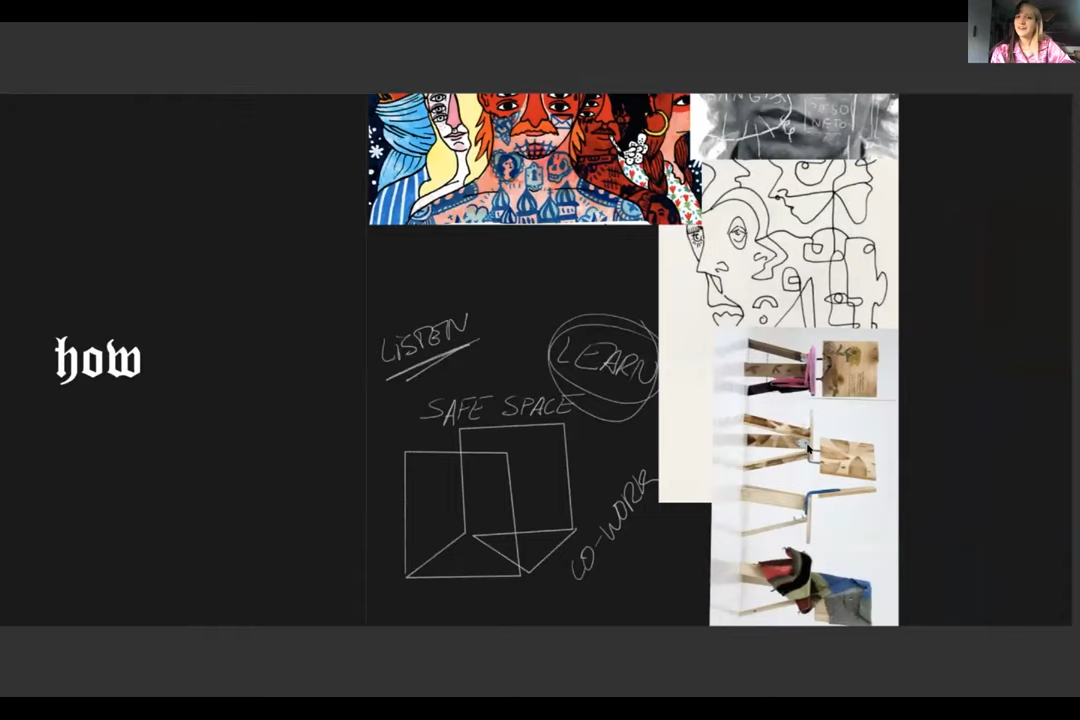 how
LISTEN
LEARN
SAFE SPACE
CO-WORK